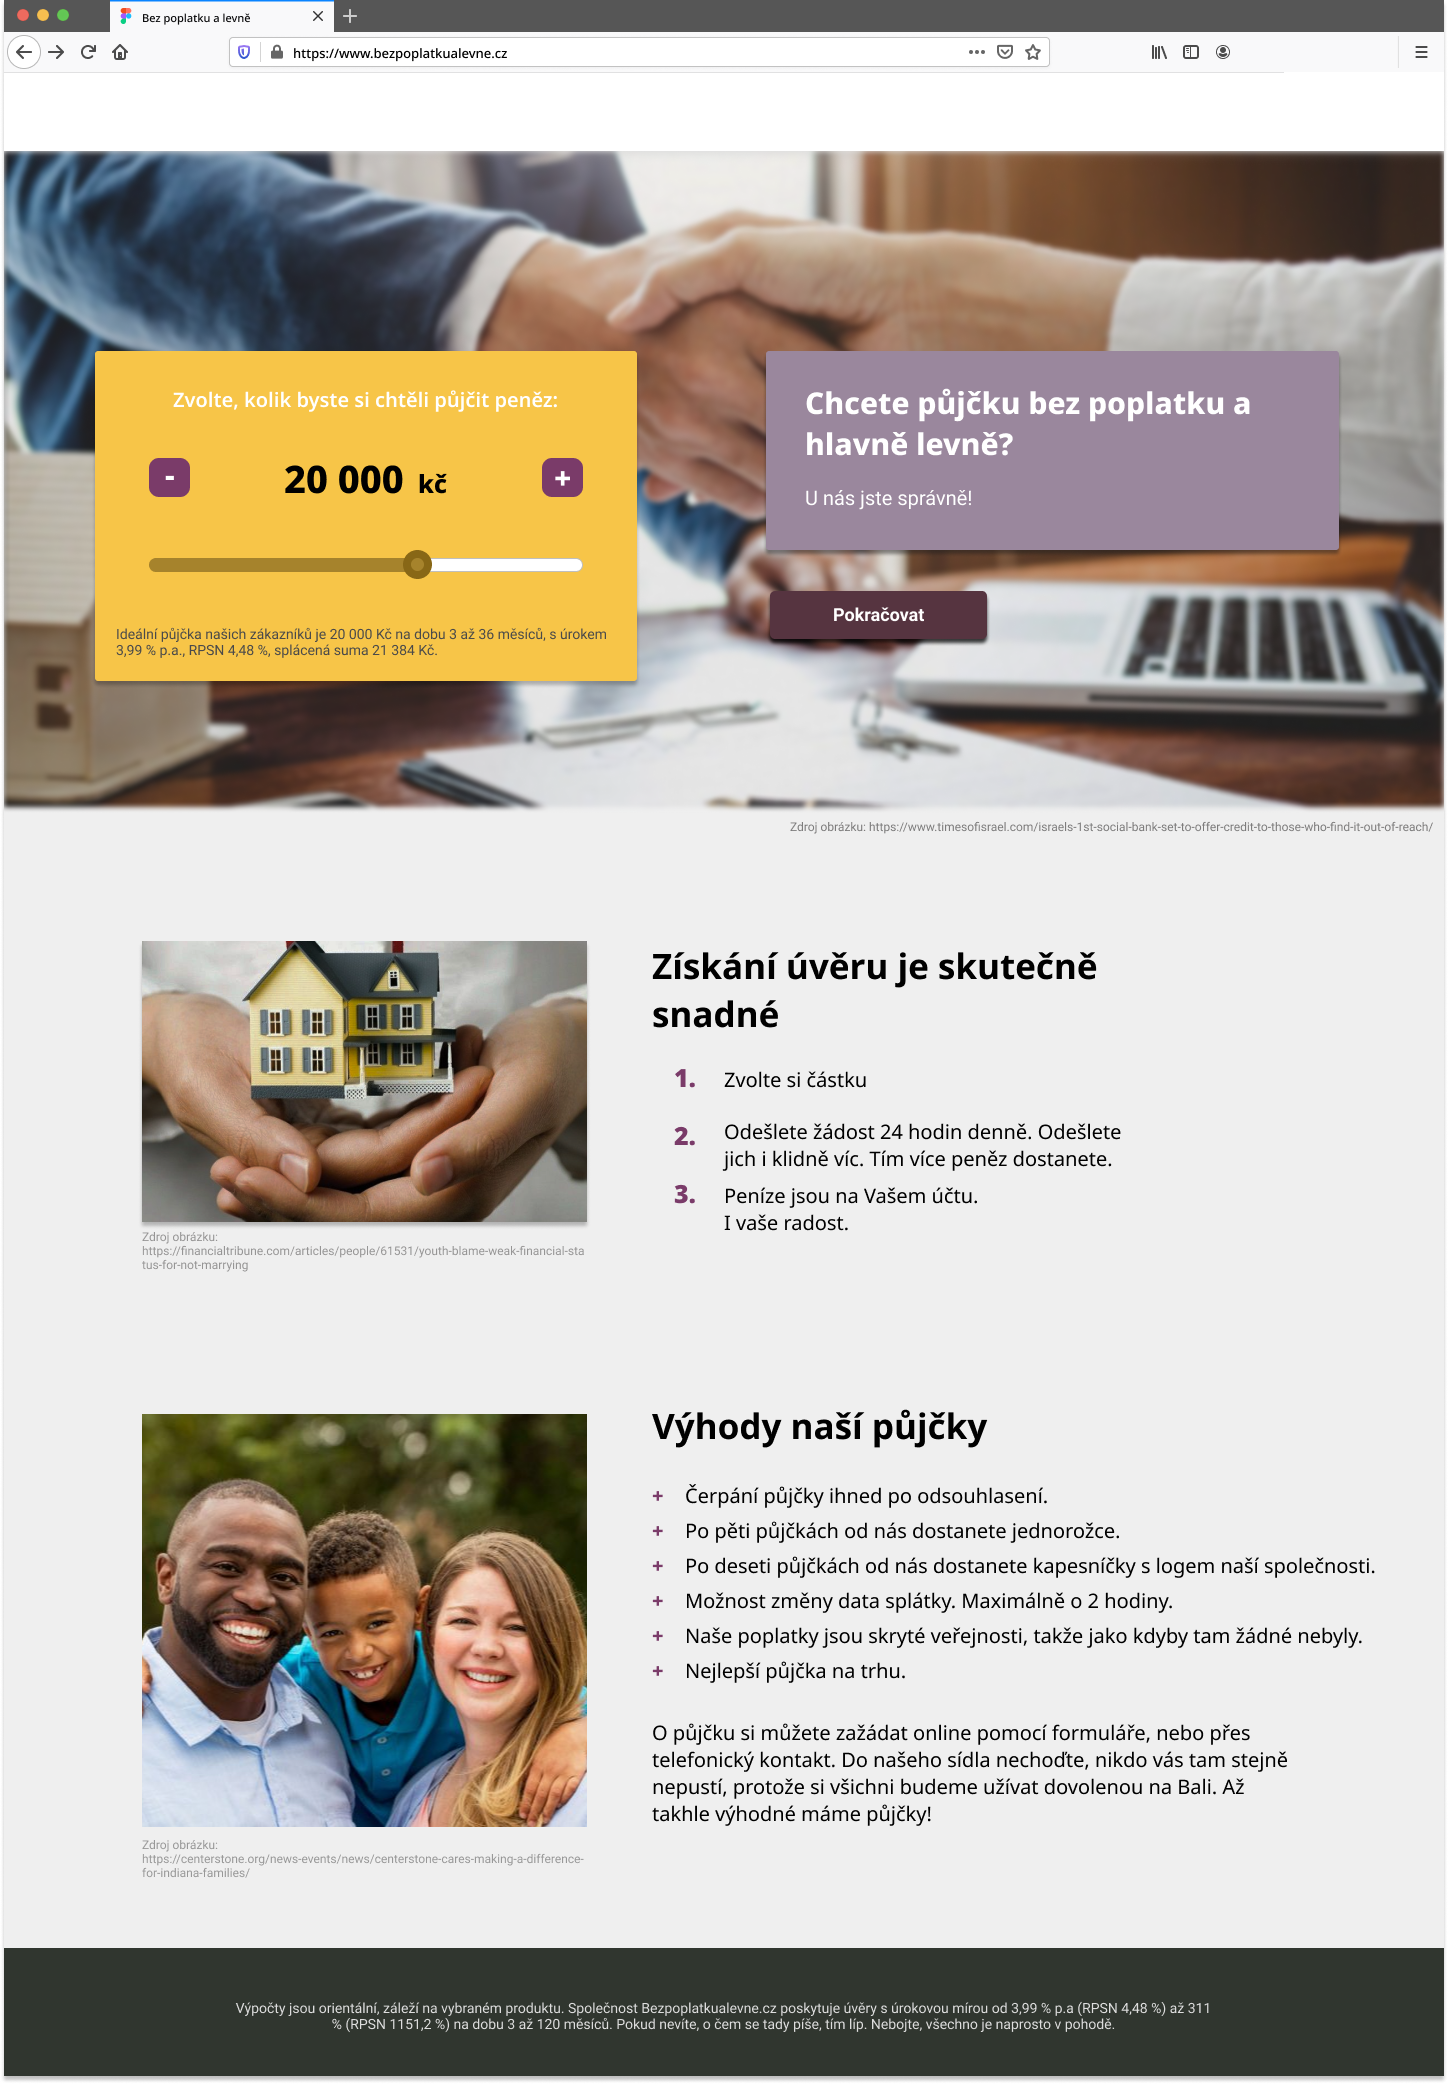 Bez poplatku a levně
https://www.bezpoplatkualevne.cz
Zvolte, kolik byste si chtěli půjčit peněz:
- 20 000 kč +
Ideální půjčka našich zákazníků je 20 000 Kč na dobu 3 až 36 měsíců, s úrokem
3,99 % p.a., RPSN 4,48 %, splácená suma 21 384 Kč.
Chcete půjčku bez poplatku a
hlavně levně?
U nás jste správně!
Pokračovat
Zdroj obrázku: https://www.timesofisrael.com/israels-1st-social-bank-set-to-offer-credit-to-those-who-find-it-out-of-reach/
Zdroj obrázku:
https://financialtribune.com/articles/people/61531/youth-blame-weak-financial-sta
tus-for-not-marrying
Získání úvěru je skutečně
snadné
1. Zvolte si částku
2. Odešlete žádost 24 hodin denně. Odešlete
jich i klidně víc. Tím více peněz dostanete.
3. Peníze jsou na Vašem účtu.
I vaše radost.
Zdroj obrázku:
https://centerstone.org/news-events/news/centerstone-cares-making-a-difference-
for-indiana-families/
Výhody naší půjčky
+ Čerpání půjčky ihned po odsouhlasení.
+ Po pěti půjčkách od nás dostanete jednorožce.
+ Po deseti půjčkách od nás dostanete kapesníčky s logem naší společnosti.
+ Možnost změny data splátky. Maximálně o 2 hodiny.
+ Naše poplatky jsou skryté veřejnosti, takže jako kdyby tam žádné nebyly.
+ Nejlepší půjčka na trhu.
O půjčku si můžete zažádat online pomocí formuláře, nebo přes
telefonický kontakt. Do našeho sídla nechoďte, nikdo vás tam stejně
nepustí, protože si všichni budeme užívat dovolenou na Bali. Až
takhle výhodné máme půjčky!
Výpočty jsou orientální, záleží na vybraném produktu. Společnost Bezpoplatkualevne.cz poskytuje úvěry s úrokovou mírou od 3,99 % p.a (RPSN 4,48 %) až 311
% (RPSN 1151,2 %) na dobu 3 až 120 měsíců. Pokud nevíte, o čem se tady píše, tím líp. Nebojte, všechno je naprosto v pohodě.